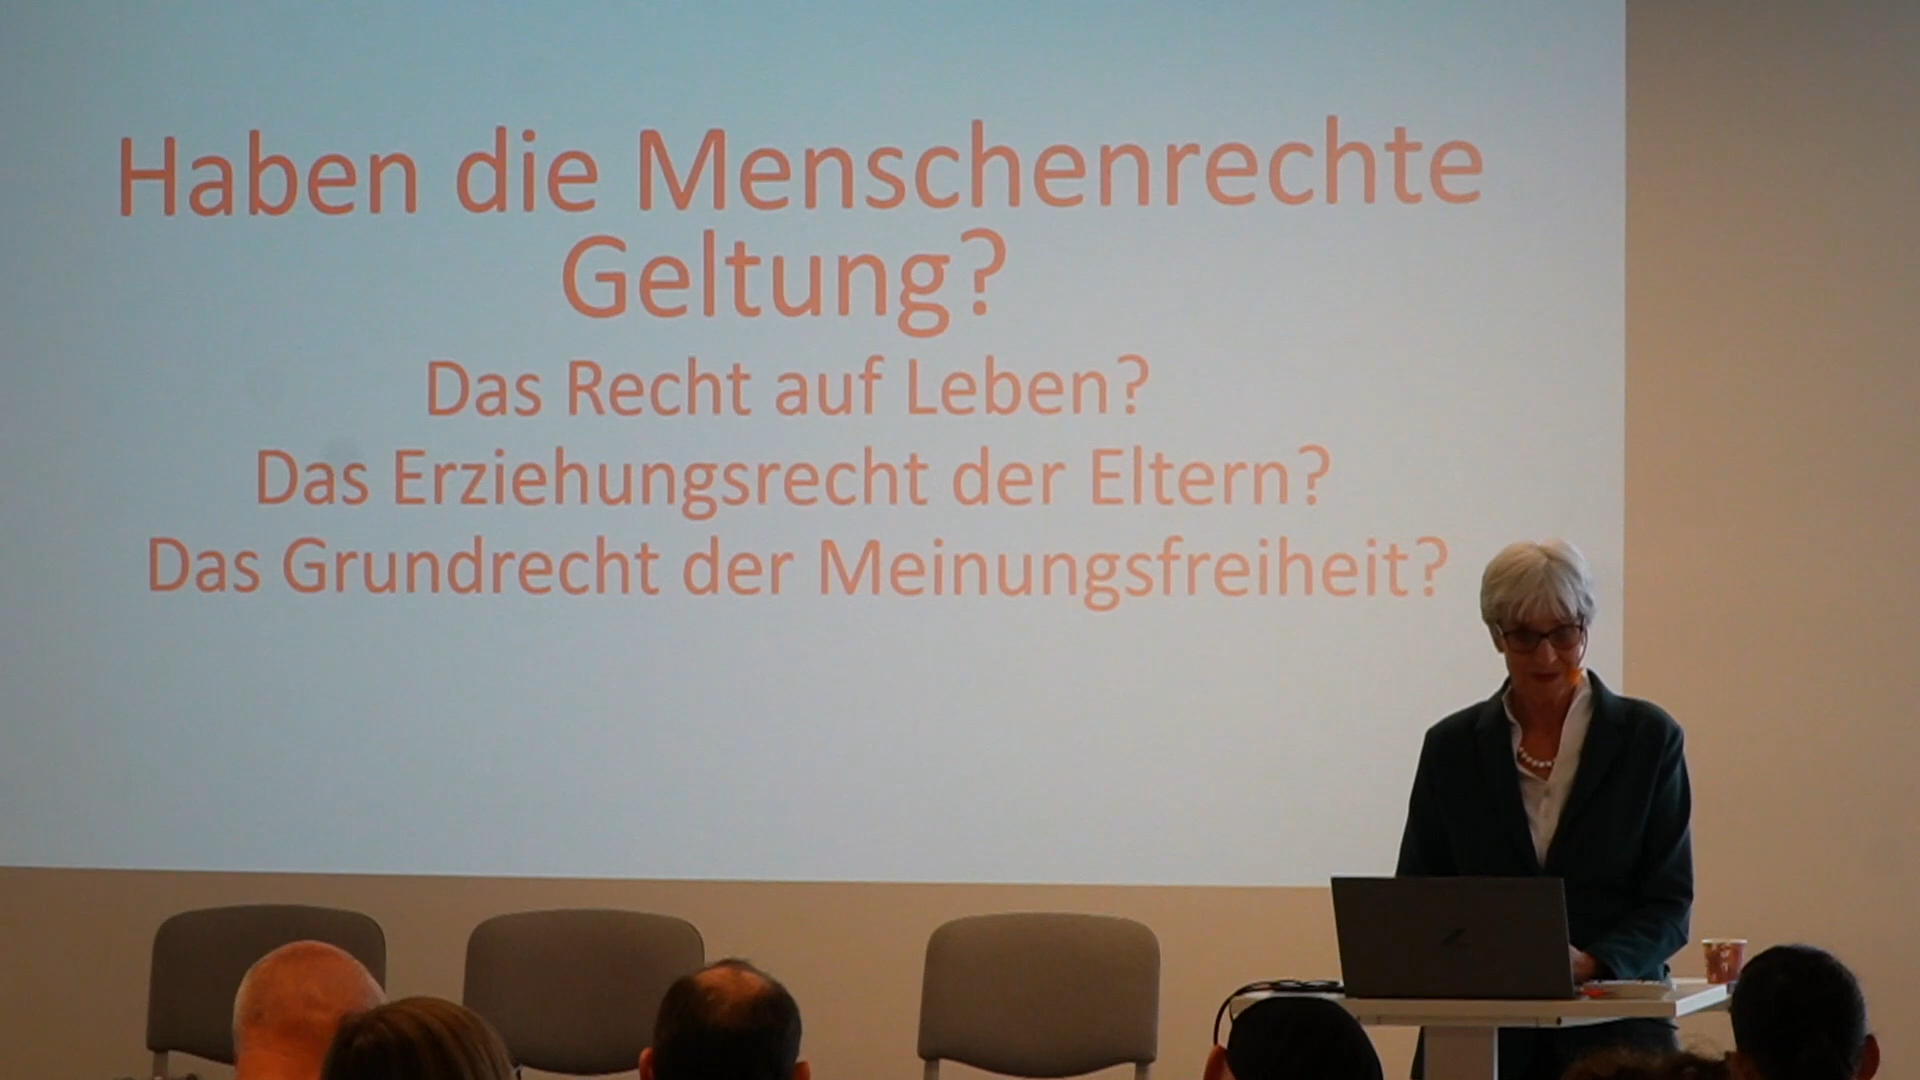 Haben die Menschenrechte
Geltung?
Das Recht auf Leben?
Das Erziehungsrecht der Eltern?
Das Grundrecht der Meinungsfreiheit?